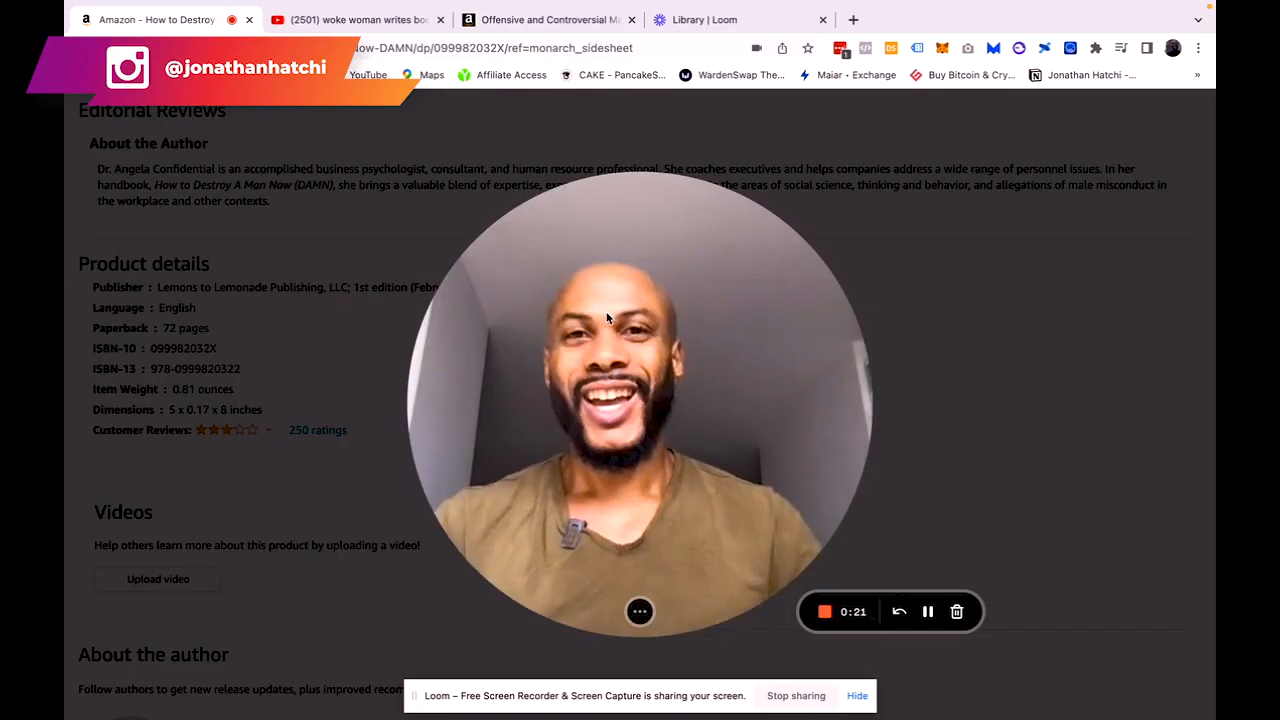 Amazon - How to Destroy
(2501) woke woman writes boo
Offensive and Controversial Ma
Library | Loom
@jonathanhatchi
ow-DAMN/dp/099982032X/ref=monarch_sidesheet
YouTube
Maps
Affiliate Access
CAKE - PancakeS...
WardenSwap The...
Maiar • Exchange
Buy Bitcoin & Cry...
Jonathan Hatchi -...
»
Editorial Reviews
About the Author
Dr. Angela Confidential is an accomplished business psychologist, consultant, and human resource professional. She coaches executives and helps companies address a wide range of personnel issues. In her
handbook, How to Destroy A Man Now (DAMN), she brings a valuable blend of expertise, the areas of social science, thinking and behavior, and allegations of male misconduct in
the workplace and other contexts.
Product details
Publisher : Lemons to Lemonade Publishing, LLC; 1st edition (Febr
Language : English
Paperback : 72 pages
ISBN-10 : 099982032X
ISBN-13 : 978-0999820322
Item Weight : 0.81 ounces
Dimensions : 5 x 0.17 x 8 inches
Customer Reviews: 250 ratings
Videos
Help others learn more about this product by uploading a video!
Upload video
0:21
About the author
Follow authors to get new release updates, plus improved recom
Loom – Free Screen Recorder & Screen Capture is sharing your screen.
Stop sharing
Hide